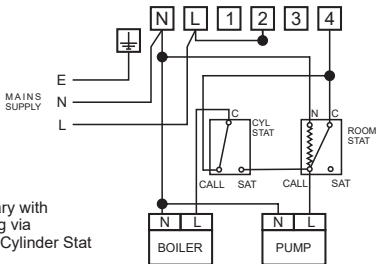 N L 1 2 3 4
E
MAINS
SUPPLY
N
L
C
CYL
STAT
N C
ROOM
STAT
CALL SAT
CALL SAT
ary with
g via
Cylinder Stat
N L
BOILER
N L
PUMP